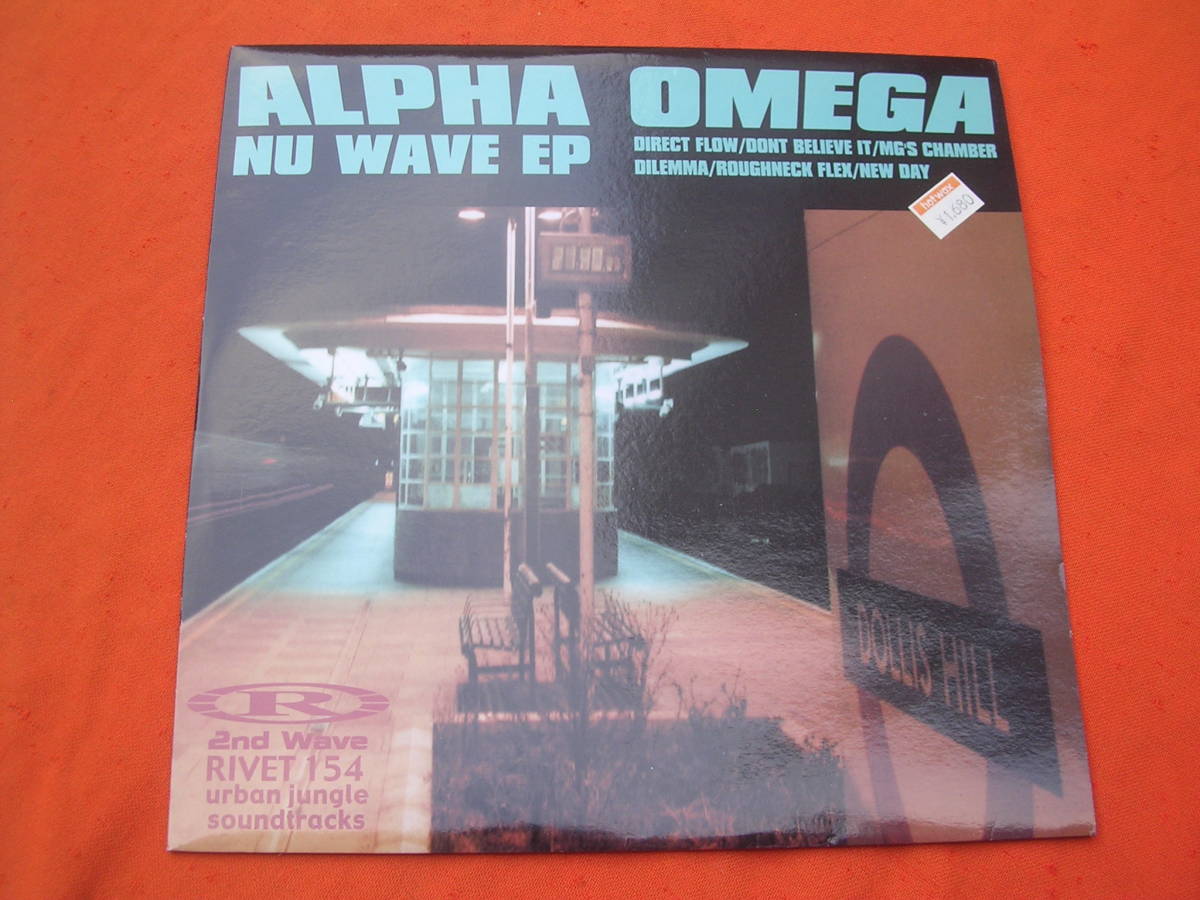 ALPHA OMEGA
NU WAVE EP
DIRECT FLOW/DONT BELIEVE IT/MG'S CHAMBER
DILEMMA/ROUGHNECK FLEX/NEW DAY
hotwax
¥1,680
DOLLIS HILL
R
2nd Wave
RIVET 154
urban jungle
soundtracks